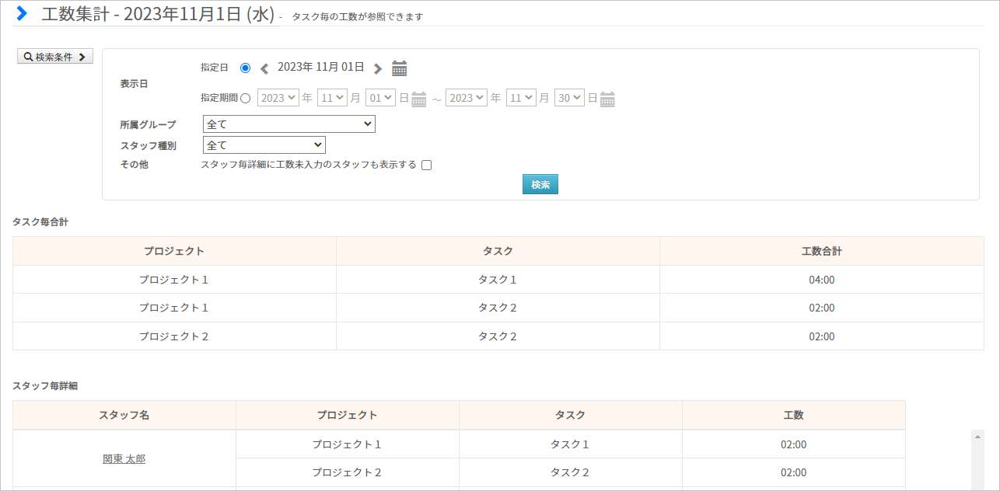 工数集計 - 2023年11月1日 (水) - タスク毎の工数が参照できます
検索条件
表示日
指定日 2023年 11月 01日
指定期間 2023 年 11 月 01 日 ～ 2023 年 11 月 30 日
所属グループ 全て
スタッフ種別 全て
その他 スタッフ毎詳細に工数未入力のスタッフも表示する
検索
タスク毎合計
プロジェクト タスク 工数合計
プロジェクト１ タスク１ 04:00
プロジェクト１ タスク２ 02:00
プロジェクト２ タスク２ 02:00
スタッフ毎詳細
スタッフ名 プロジェクト タスク 工数
関東 太郎
プロジェクト１ タスク１ 02:00
プロジェクト２ タスク２ 02:00